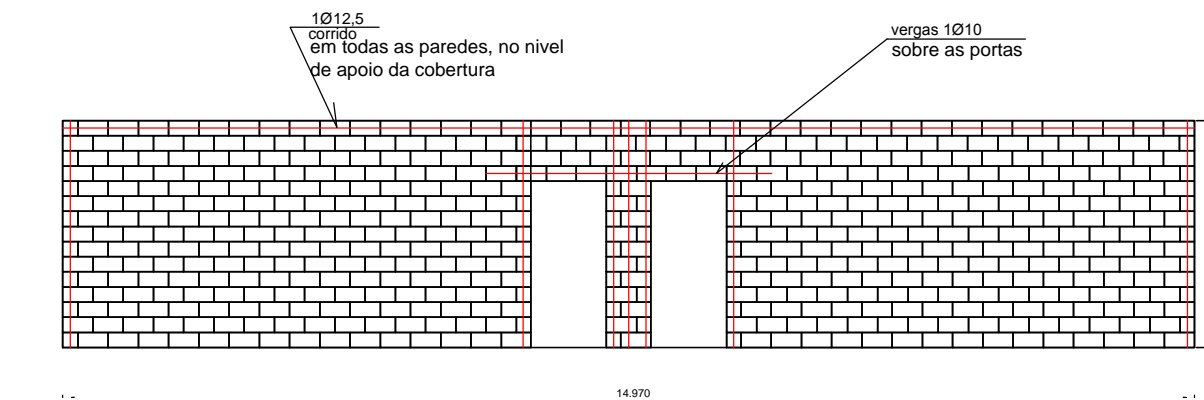 1Ø12,5
corrido
em todas as paredes, no nivel
de apoio da cobertura
vergas 1Ø10
sobre as portas
14.970